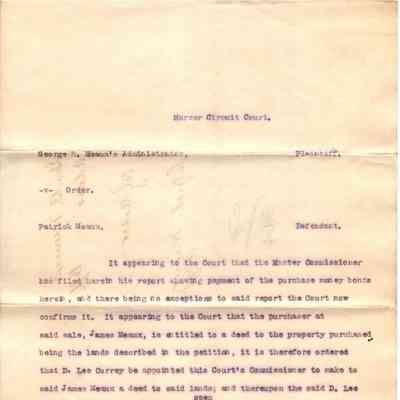 Mercer Circuit Court.
George R. Meaux's Administrator, Plaintiff.
-v- Order.
Patrick Meaux, Defendant.
It appearing to the Court that the Master Commissioner
has filed herein his report showing payment of the purchase money bonds
herein, and there being no exceptions to said report the Court now
confirms it. It appearing to the Court that the purchaser at
said sale, James Meaux, is entitled to a deed to the property purchased,
being the lands described in the petition, it is therefore ordered
that D. Lee Currey be appointed this Court's Commissioner to make to
said James Meaux a deed to said lands; and thereupon the said D. Lee
open